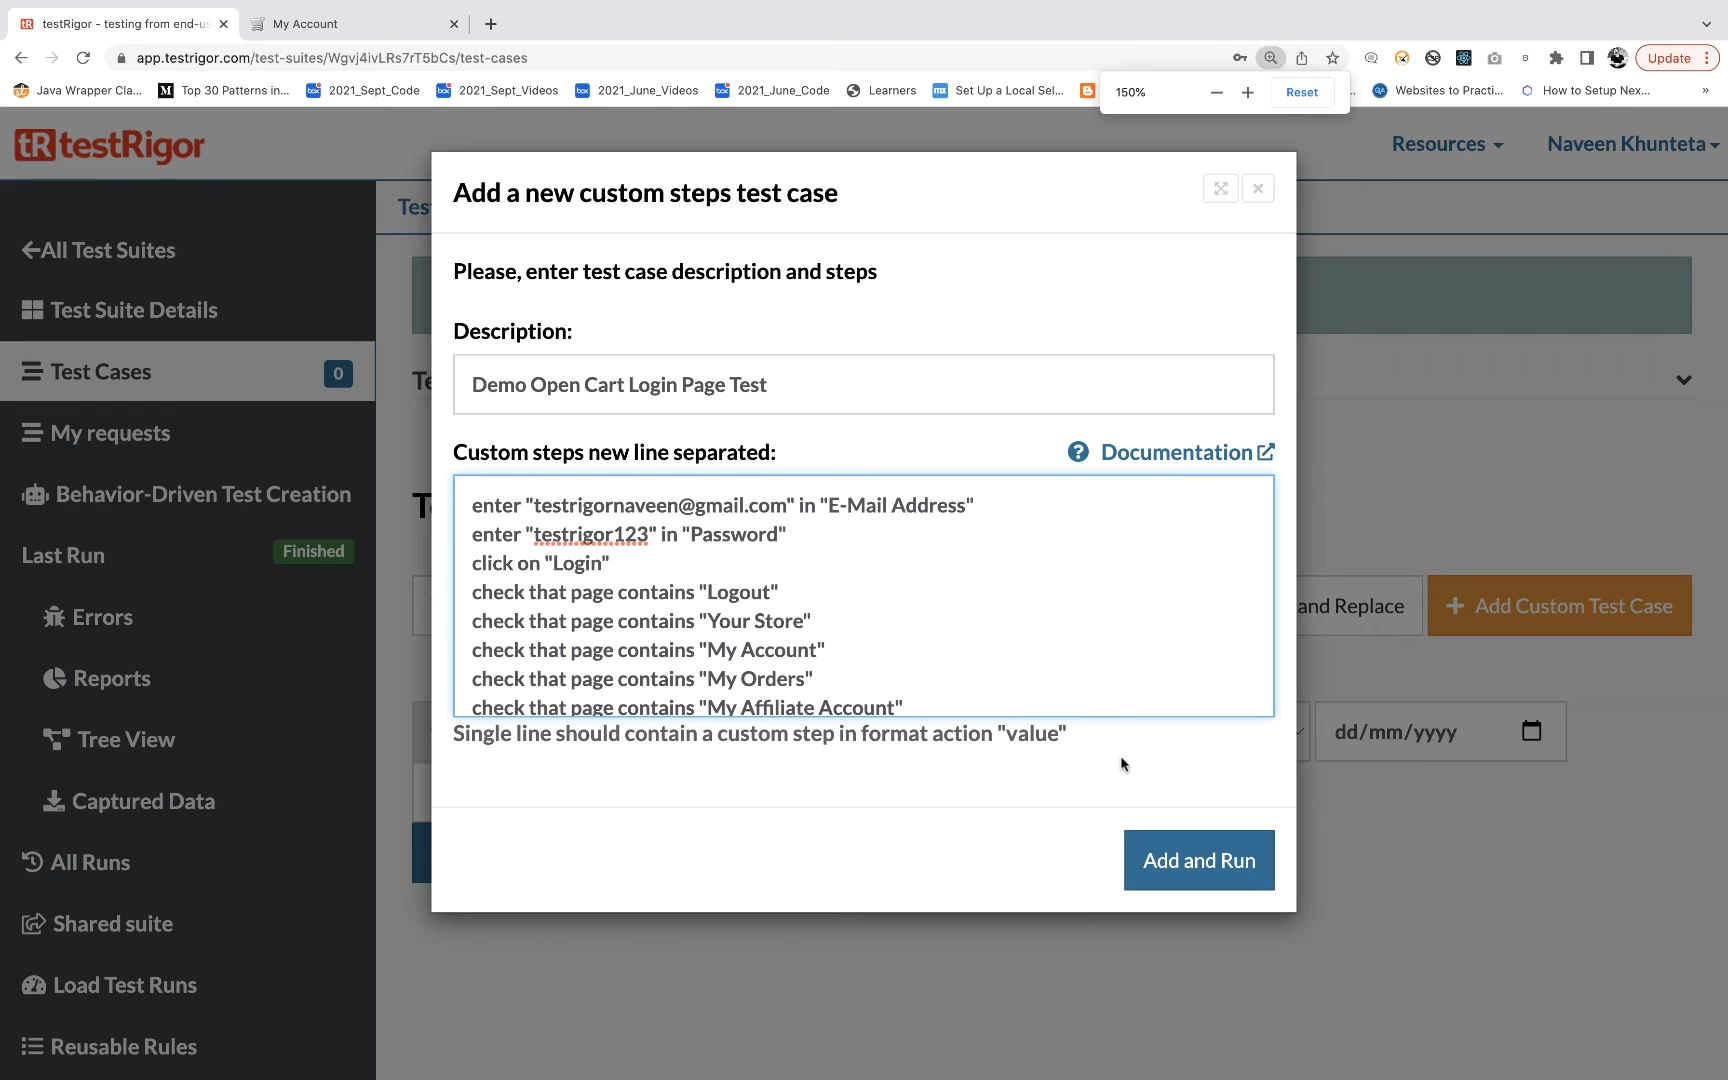 testRigor - testing from end-us
My Account
app.testrigor.com/test-suites/Wgvj4ivLRs7rT5bCs/test-cases
Update
Java Wrapper Cla...
Top 30 Patterns in...
2021_Sept_Code
2021_Sept_Videos
2021_June_Videos
2021_June_Code
Learners
Set Up a Local Sel...
Websites to Practi...
How to Setup Nex...
150%
Reset
tR testRigor
Resources
Naveen Khunteta
All Test Suites
Test Suite Details
Test Cases
0
My requests
Behavior-Driven Test Creation
Last Run
Finished
Errors
Reports
Tree View
Captured Data
All Runs
Shared suite
Load Test Runs
Reusable Rules
Add a new custom steps test case
Please, enter test case description and steps
Description:
Demo Open Cart Login Page Test
Custom steps new line separated:
Documentation
enter "testrigornaveen@gmail.com" in "E-Mail Address"
enter "testrigor123" in "Password"
click on "Login"
check that page contains "Logout"
check that page contains "Your Store"
check that page contains "My Account"
check that page contains "My Orders"
check that page contains "My Affiliate Account"
Single line should contain a custom step in format action "value"
Add and Run
and Replace
+ Add Custom Test Case
dd/mm/yyyy